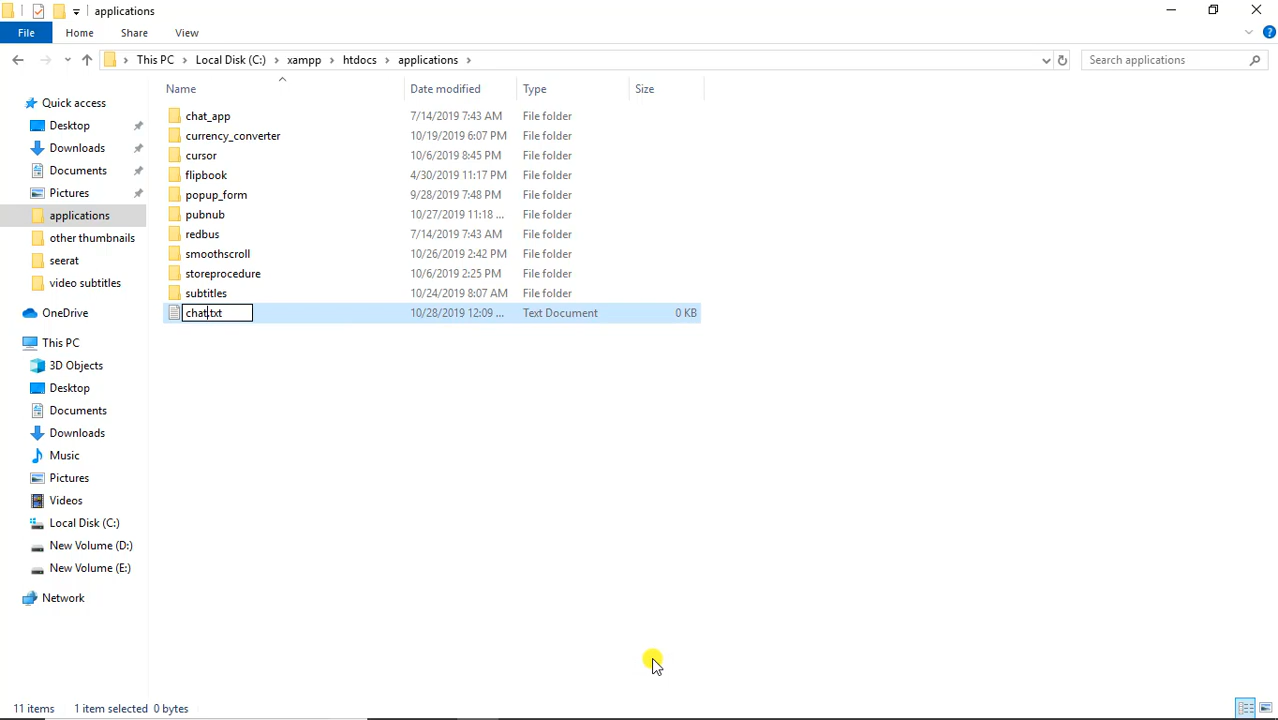 applications
File Home Share View
This PC Local Disk (C:) xampp htdocs applications Search applications
Name Date modified Type Size
Quick access
Desktop
Downloads
Documents
Pictures
applications
other thumbnails
seerat
video subtitles
OneDrive
This PC
3D Objects
Desktop
Documents
Downloads
Music
Pictures
Videos
Local Disk (C:)
New Volume (D:)
New Volume (E:)
Network
chat_app 7/14/2019 7:43 AM File folder
currency_converter 10/19/2019 6:07 PM File folder
cursor 10/6/2019 8:45 PM File folder
flipbook 4/30/2019 11:17 PM File folder
popup_form 9/28/2019 7:48 PM File folder
pubnub 10/27/2019 11:18 ... File folder
redbus 7/14/2019 7:43 AM File folder
smoothscroll 10/26/2019 2:42 PM File folder
storeprocedure 10/6/2019 2:25 PM File folder
subtitles 10/24/2019 8:07 AM File folder
chat.txt 10/28/2019 12:09 ... Text Document 0 KB
11 items 1 item selected 0 bytes